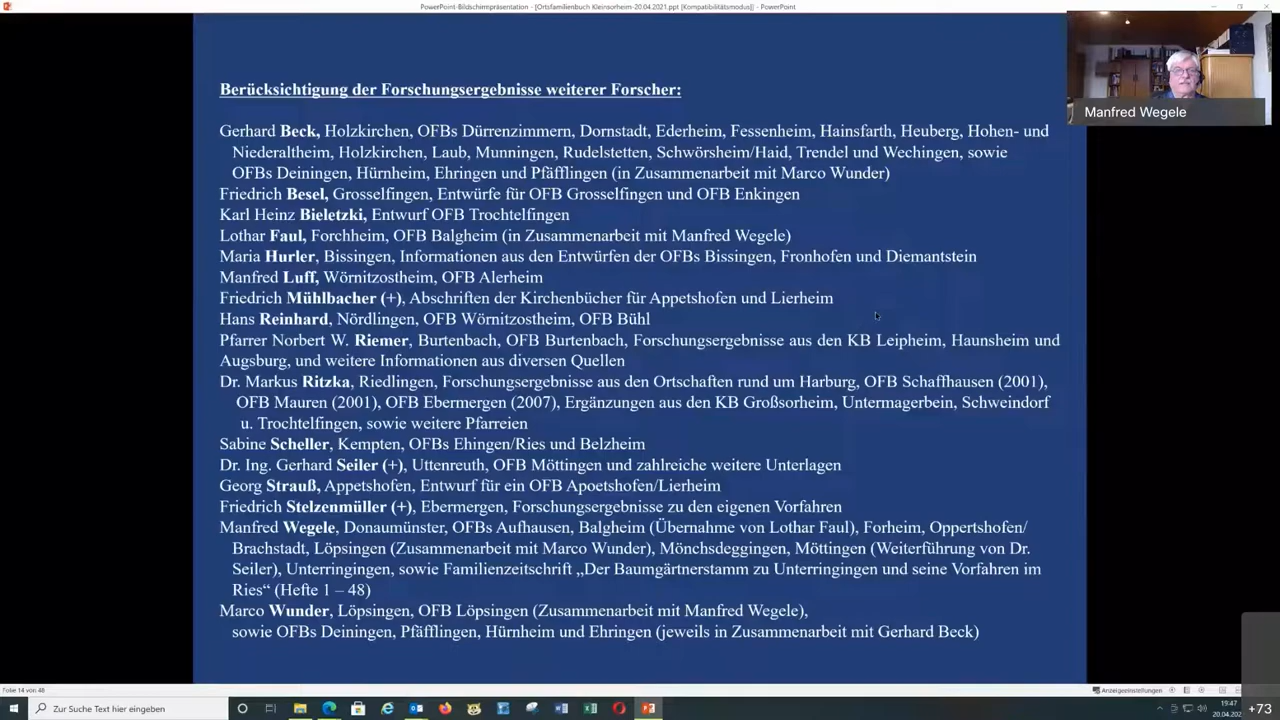 PowerPoint-Bildschirmpräsentation - [Ortsfamilienbuch Kleinsorheim-20.04.2021.ppt [Kompatibilitätsmodus]] - PowerPoint
Manfred Wegele
Berücksichtigung der Forschungsergebnisse weiterer Forscher:
Gerhard Beck, Holzkirchen, OFBs Dürrenzimmern, Dornstadt, Ederheim, Fessenheim, Hainsfarth, Heuberg, Hohen- und
Niederaltheim, Holzkirchen, Laub, Munningen, Rudelstetten, Schwörsheim/Haid, Trendel und Wechingen, sowie
OFBs Deiningen, Hürnheim, Ehringen und Pfäfflingen (in Zusammenarbeit mit Marco Wunder)
Friedrich Besel, Grosselfingen, Entwürfe für OFB Grosselfingen und OFB Enkingen
Karl Heinz Bieletzki, Entwurf OFB Trochtelfingen
Lothar Faul, Forchheim, OFB Balgheim (in Zusammenarbeit mit Manfred Wegele)
Maria Hurler, Bissingen, Informationen aus den Entwürfen der OFBs Bissingen, Fronhofen und Diemantstein
Manfred Luff, Wörnitzostheim, OFB Alerheim
Friedrich Mühlbacher (+), Abschriften der Kirchenbücher für Appetshofen und Lierheim
Hans Reinhard, Nördlingen, OFB Wörnitzostheim, OFB Bühl
Pfarrer Norbert W. Riemer, Burtenbach, OFB Burtenbach, Forschungsergebnisse aus den KB Leipheim, Haunsheim und
Augsburg, und weitere Informationen aus diversen Quellen
Dr. Markus Ritzka, Riedlingen, Forschungsergebnisse aus den Ortschaften rund um Harburg, OFB Schaffhausen (2001),
OFB Mauren (2001), OFB Ebermergen (2007), Ergänzungen aus den KB Großsorheim, Untermagerbein, Schweindorf
u. Trochtelfingen, sowie weitere Pfarreien
Sabine Scheller, Kempten, OFBs Ehingen/Ries und Belzheim
Dr. Ing. Gerhard Seiler (+), Uttenreuth, OFB Möttingen und zahlreiche weitere Unterlagen
Georg Strauß, Appetshofen, Entwurf für ein OFB Apoetshofen/Lierheim
Friedrich Stelzenmüller (+), Ebermergen, Forschungsergebnisse zu den eigenen Vorfahren
Manfred Wegele, Donaumünster, OFBs Aufhausen, Balgheim (Übernahme von Lothar Faul), Forheim, Oppertshofen/
Brachstadt, Löpsingen (Zusammenarbeit mit Marco Wunder), Mönchsdeggingen, Möttingen (Weiterführung von Dr.
Seiler), Unterringingen, sowie Familienzeitschrift „Der Baumgärtnerstamm zu Unterringingen und seine Vorfahren im
Ries“ (Hefte 1 – 48)
Marco Wunder, Löpsingen, OFB Löpsingen (Zusammenarbeit mit Manfred Wegele),
sowie OFBs Deiningen, Pfäfflingen, Hürnheim und Ehringen (jeweils in Zusammenarbeit mit Gerhard Beck)
Folie 14 von 48
Anzeigeeinstellungen
Zur Suche Text hier eingeben
19:47
20.04.202
+73